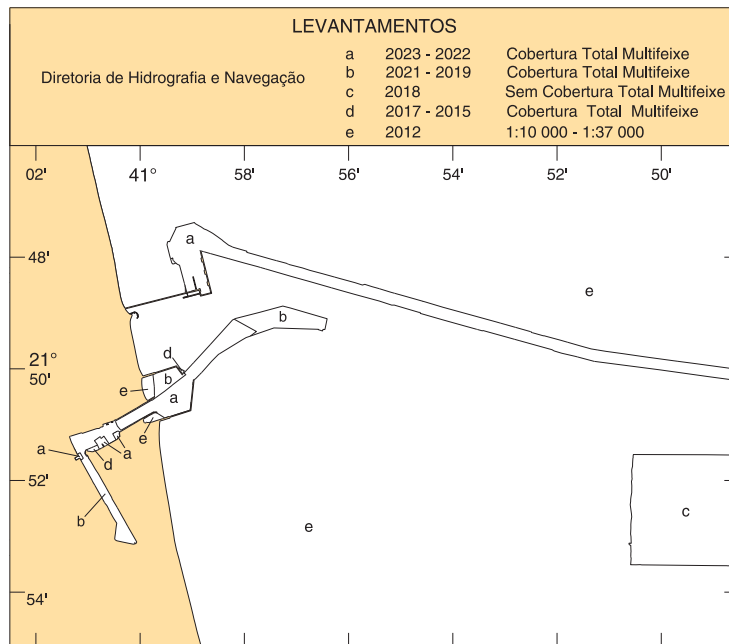 LEVANTAMENTOS
Diretoria de Hidrografia e Navegação
a 2023 - 2022 Cobertura Total Multifeixe
b 2021 - 2019 Cobertura Total Multifeixe
c 2018 Sem Cobertura Total Multifeixe
d 2017 - 2015 Cobertura Total Multifeixe
e 2012 1:10 000 - 1:37 000
02' 41° 58' 56' 54' 52' 50'
a
48'
e
b
d
21°
50'
b
e
a
e
a d a
52'
c
b
e
54'